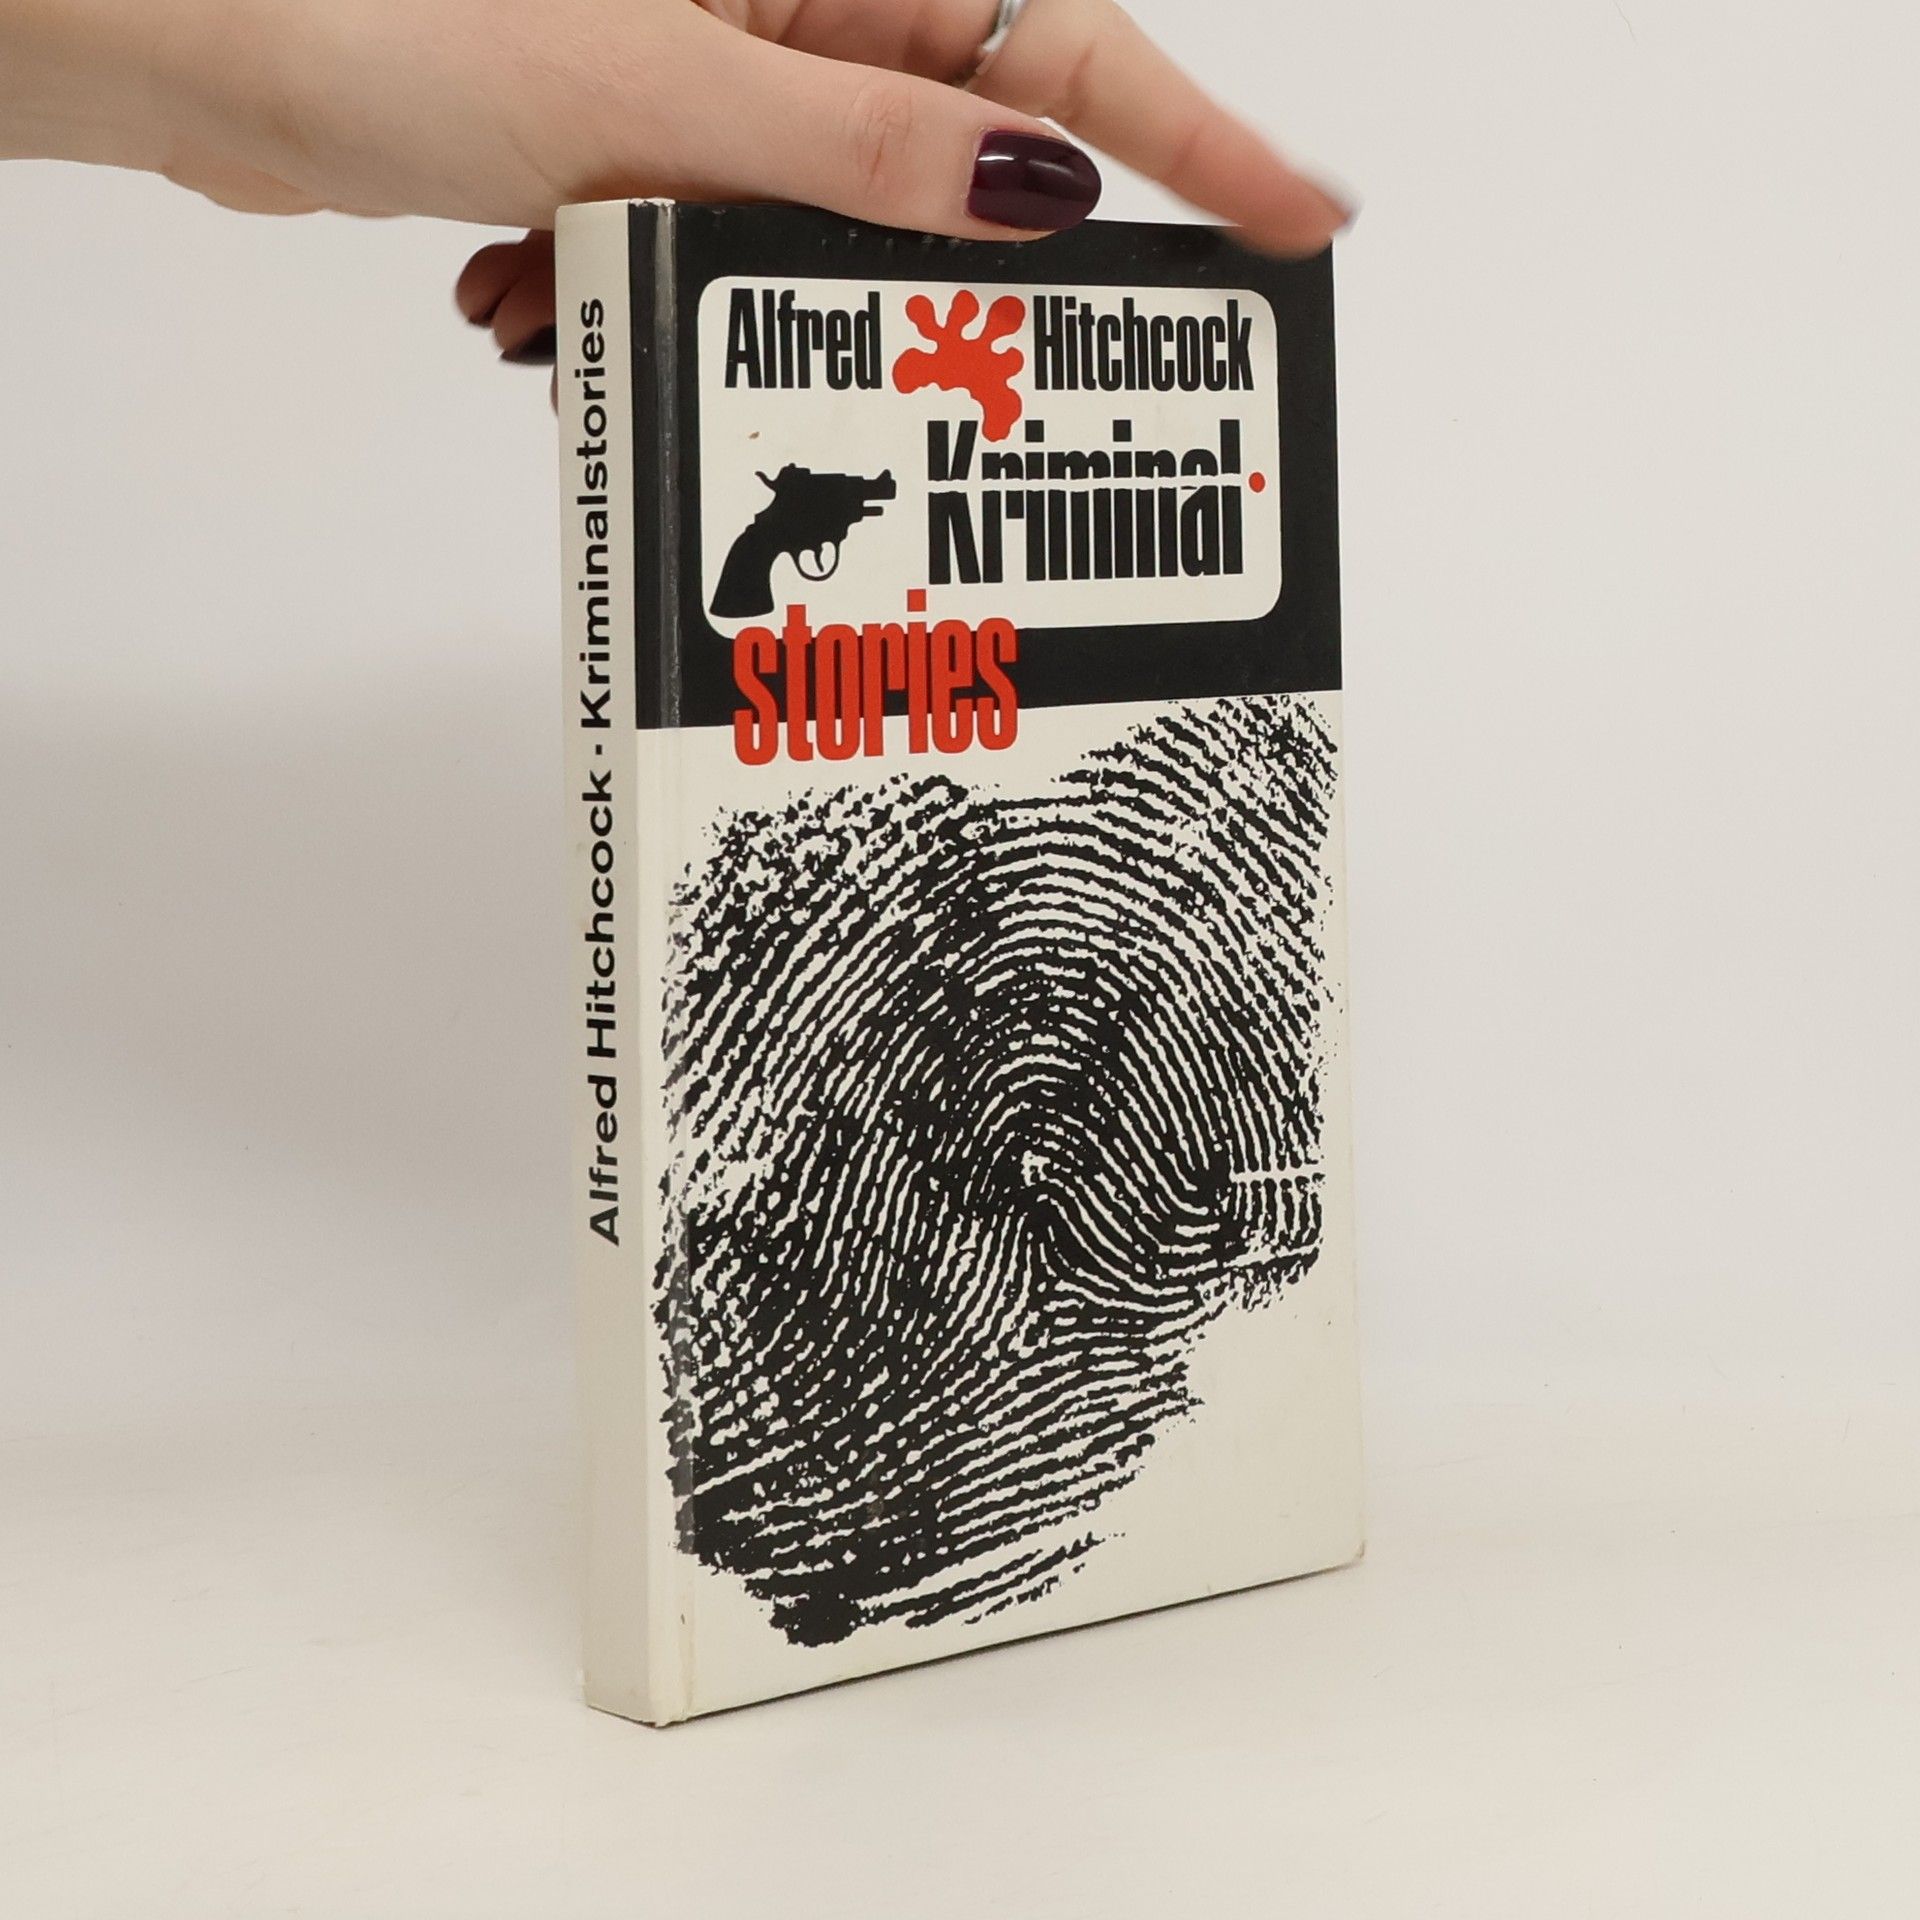 Alfred Hitchcock
Kriminal
stories
Alfred Hitchcock · Kriminalstories